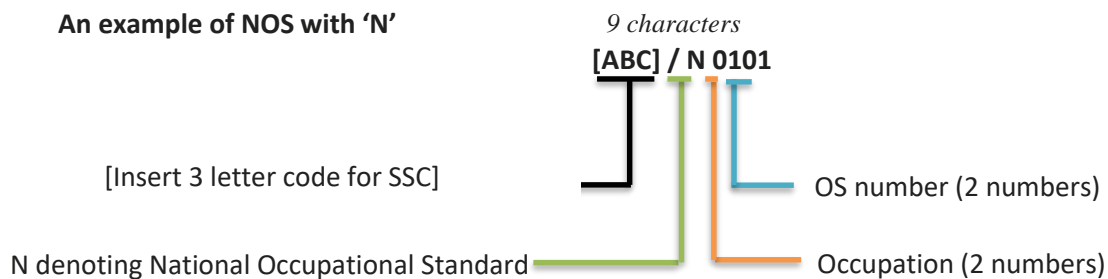 An example of NOS with ‘N’
9 characters
[ABC] / N 0101
[Insert 3 letter code for SSC]
OS number (2 numbers)
N denoting National Occupational Standard
Occupation (2 numbers)